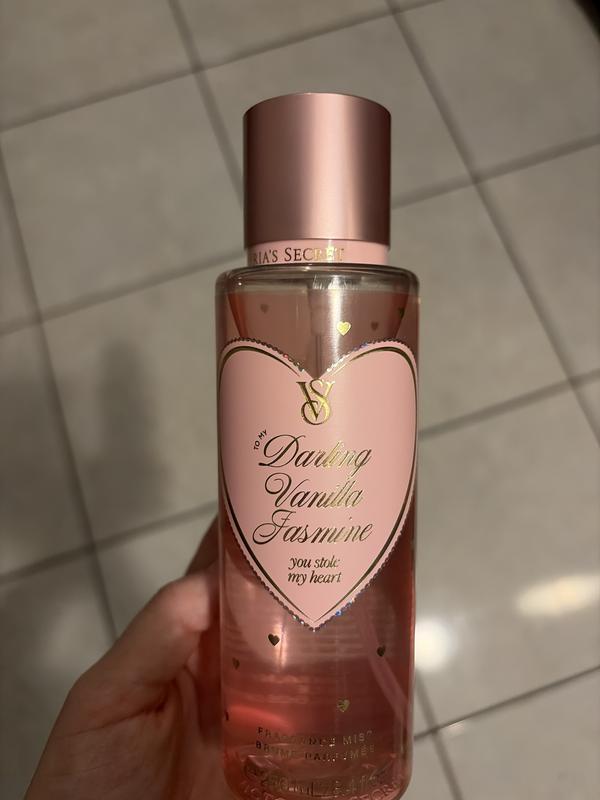 RIA'S SECRET
VS
TO MY
Darling
Vanilla
Jasmine
you stole
my heart
FRAGRANCE MIST
BRUME PARFUMÉE